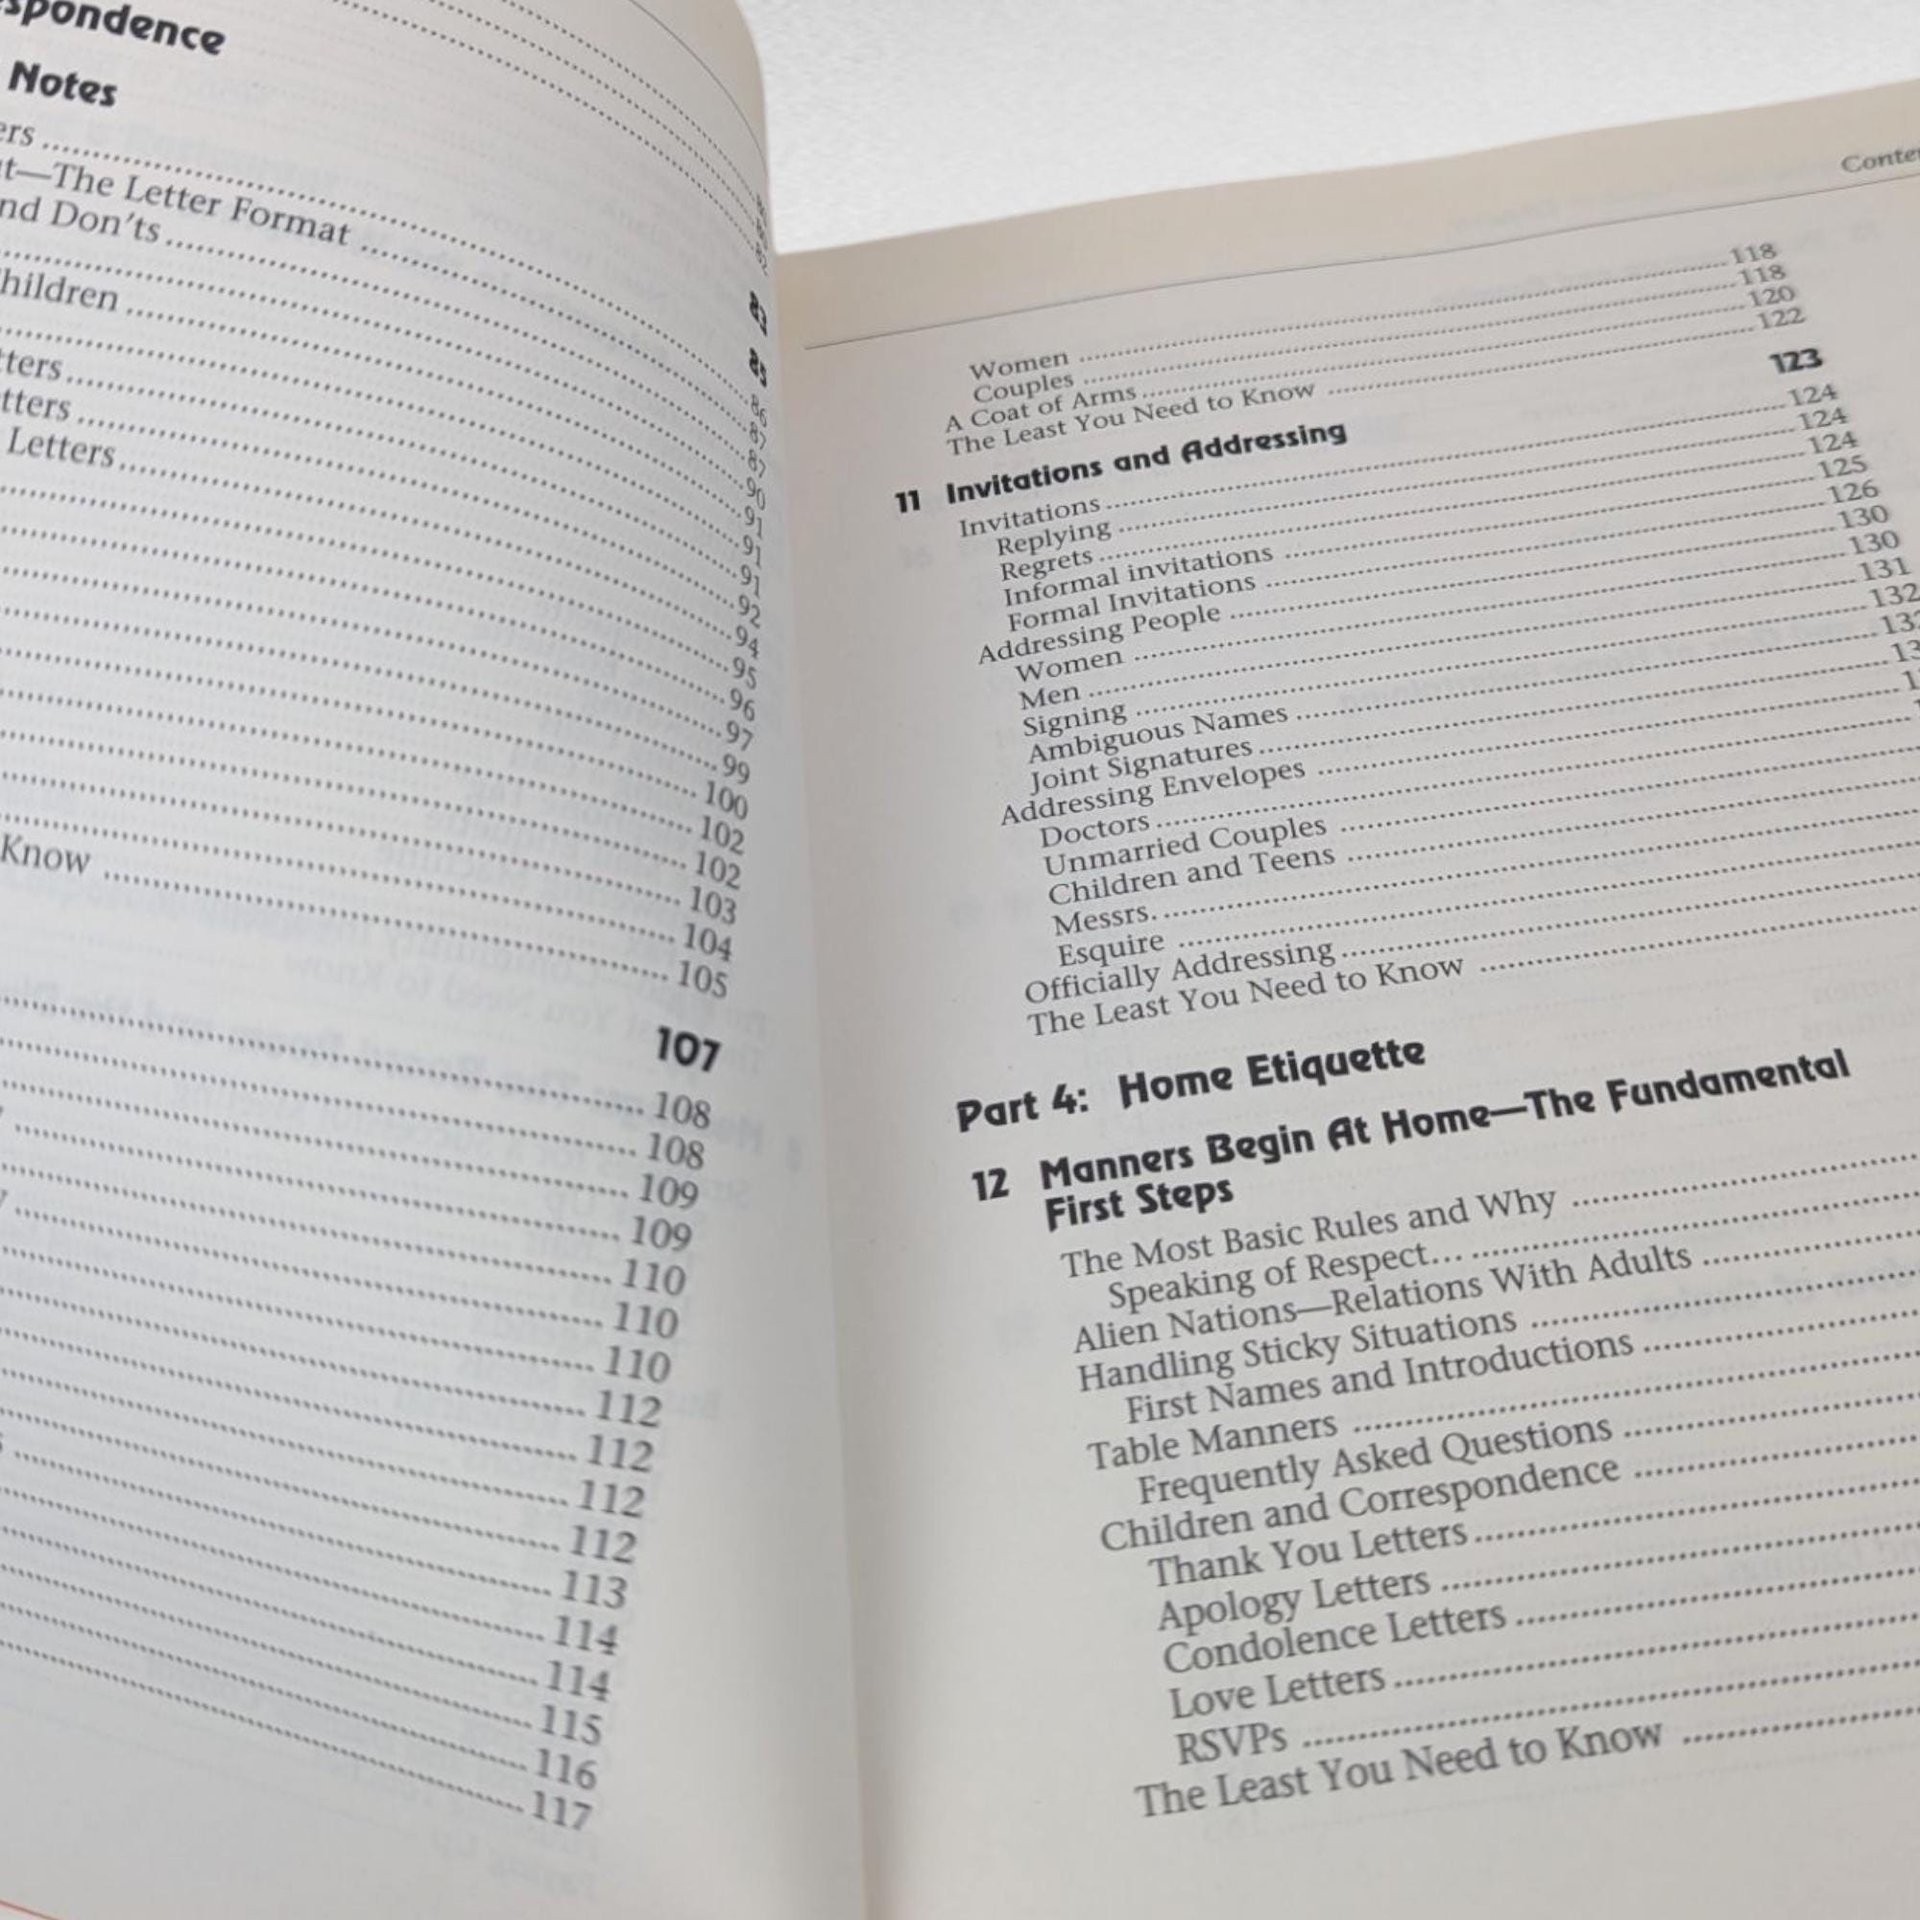 spondence
Notes
ers
t—The Letter Format
nd Don'ts
hildren
tters
tters
Letters
86
87
87
90
91
91
91
92
94
95
96
97
99
100
102
102
103
104
Know 105
107
108
108
109
109
110
110
110
112
112
112
112
113
114
114
115
116
117
Women 118
Couples 118
A Coat of Arms 120
The Least You Need to Know 122
11 Invitations and Addressing 123
Invitations 124
Replying 124
Regrets 124
Informal invitations 125
Formal Invitations 126
Addressing People 130
Women 130
Men 131
Signing 132
Ambiguous Names
Joint Signatures
Addressing Envelopes
Doctors
Unmarried Couples
Children and Teens
Messrs.
Esquire
Officially Addressing
The Least You Need to Know
Part 4: Home Etiquette
12 Manners Begin At Home—The Fundamental
First Steps
The Most Basic Rules and Why
Speaking of Respect...
Alien Nations—Relations With Adults
Handling Sticky Situations
First Names and Introductions
Table Manners
Frequently Asked Questions
Children and Correspondence
Thank You Letters
Apology Letters
Condolence Letters
Love Letters
RSVPs
The Least You Need to Know